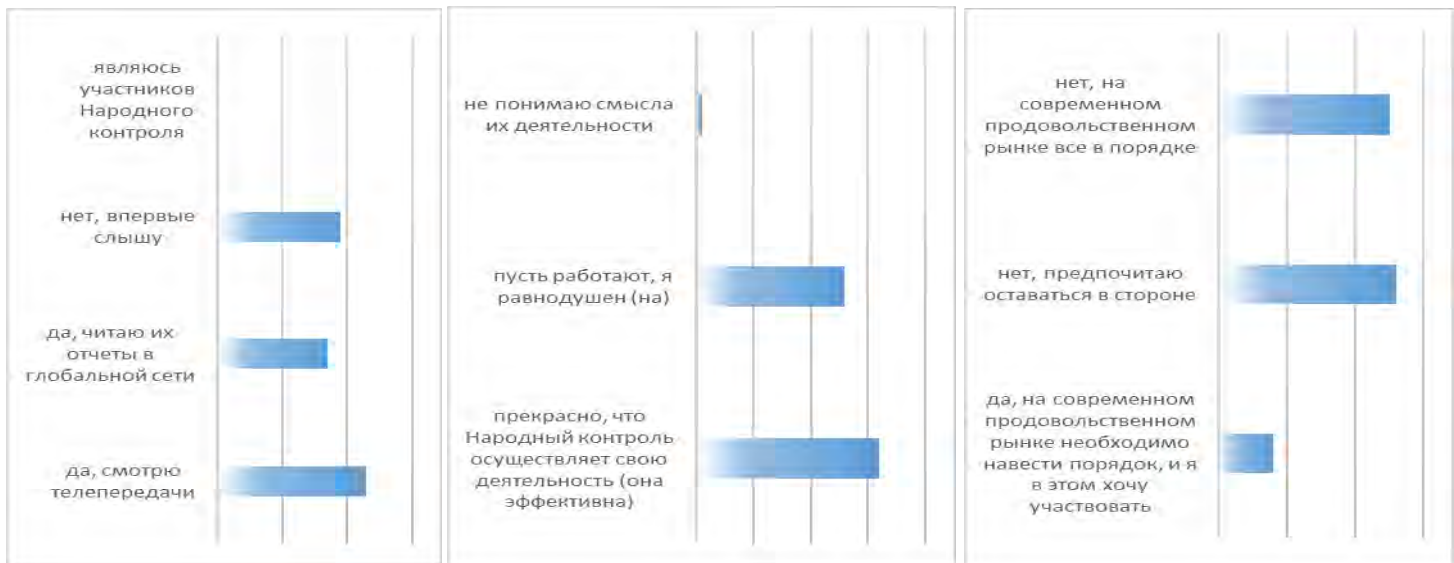 являюсь
участников
Народного
контроля
нет, впервые
слышу
да, читаю их
отчеты в
глобальной сети
да, смотрю
телепередачи
не понимаю смысла
их деятельности
пусть работают, я
равнодушен (на)
прекрасно, что
Народный контроль
осуществляет свою
деятельность (она
эффективна)
нет, на
современном
продовольственном
рынке все в порядке
нет, предпочитаю
оставаться в стороне
да, на современном
продовольственном
рынке необходимо
навести порядок, и я
в этом хочу
участвовать